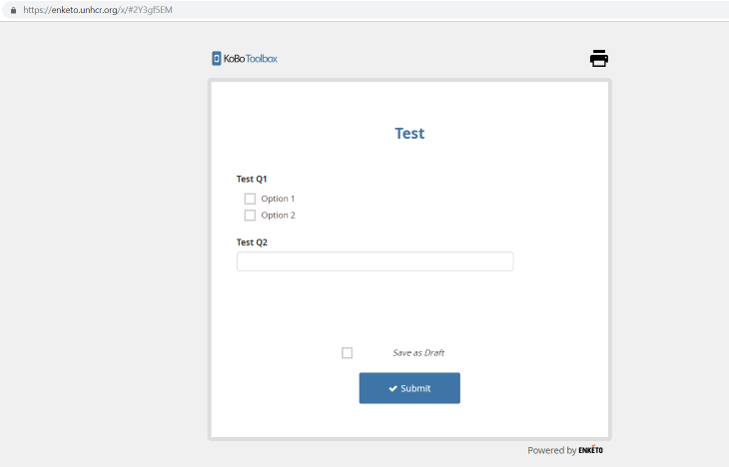 https://enketo.unhcr.org/x/#2Y3gf5EM
KoBoToolbox
Test
Test Q1
Option 1
Option 2
Test Q2
Save as Draft
Submit
Powered by ENKETO